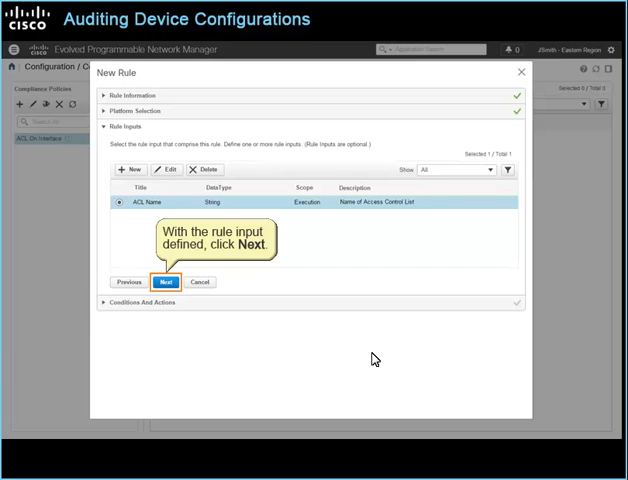 CISCO
Auditing Device Configurations
CISCO
Evolved Programmable Network Manager
Application Search
0
JSmith - Eastern Region
Configuration / C
Compliance Policies
Selected 0 / Total 3
Search All
ACL On Interface
New Rule
Rule Information
Platform Selection
Rule Inputs
Select the rule input that comprise this rule. Define one or more rule inputs. (Rule Inputs are optional.)
Selected 1 / Total 1
New
Edit
Delete
Show
All
Title
DataType
Scope
Description
ACL Name
String
Execution
Name of Access Control List
With the rule input
defined, click Next.
Previous
Next
Cancel
Conditions And Actions